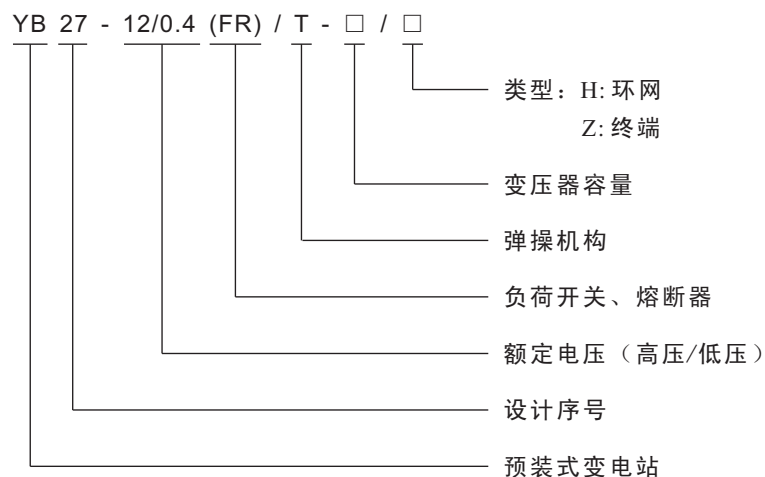 YB 27 - 12/0.4 (FR) / T - □ / □
类型：H: 环网
Z: 终端
变压器容量
弹操机构
负荷开关、熔断器
额定电压（高压/低压）
设计序号
预装式变电站